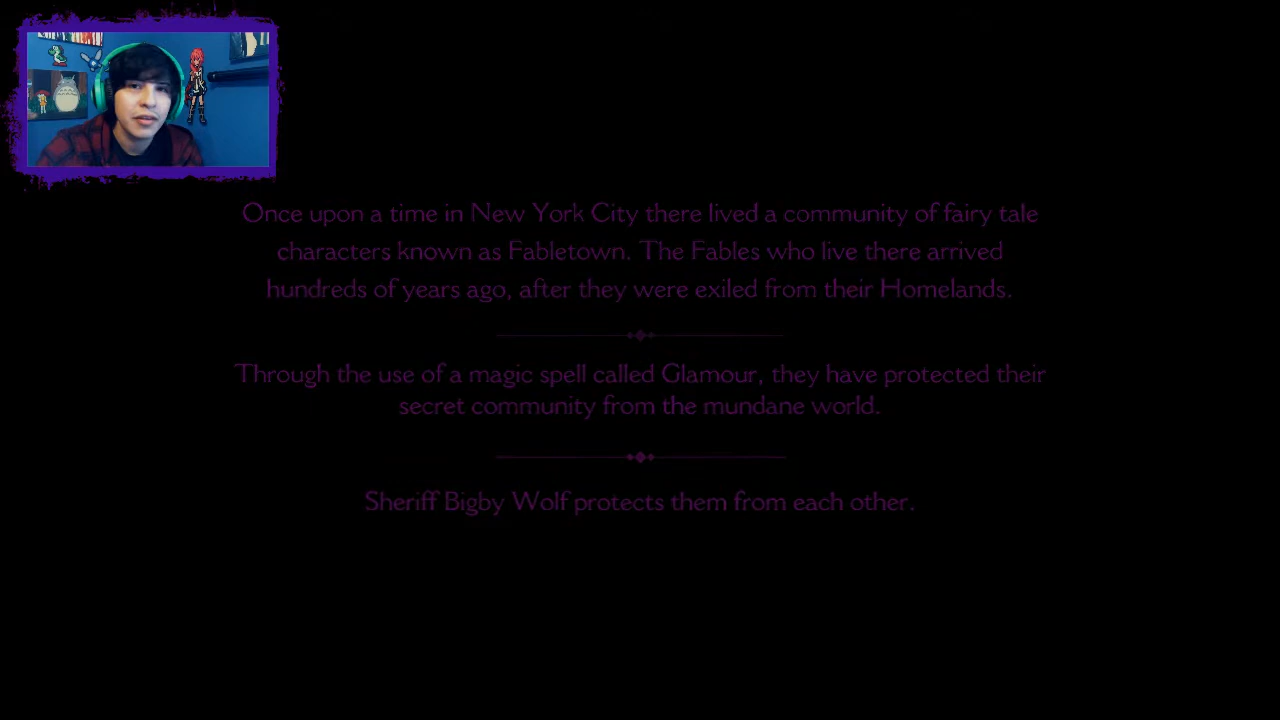 Once upon a time in New York City there lived a community of fairy tale
characters known as Fabletown. The Fables who live there arrived
hundreds of years ago, after they were exiled from their Homelands.
Through the use of a magic spell called Glamour, they have protected their
secret community from the mundane world.
Sheriff Bigby Wolf protects them from each other.